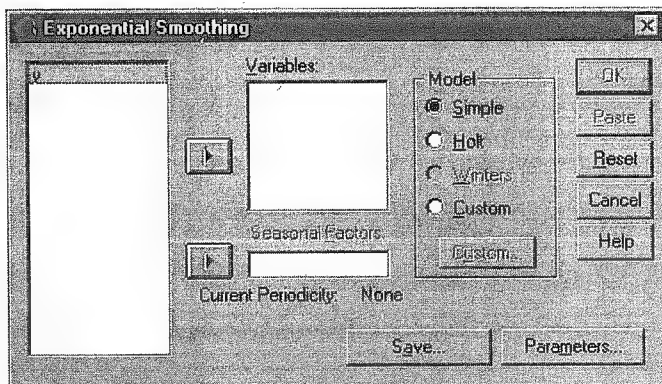 Exponential Smoothing
y
Variables:
Seasonal Factors
Current Periodicity: None
Model
Simple
Holt
Winters
Custom
Custom...
OK
Paste
Reset
Cancel
Help
Save...
Parameters...